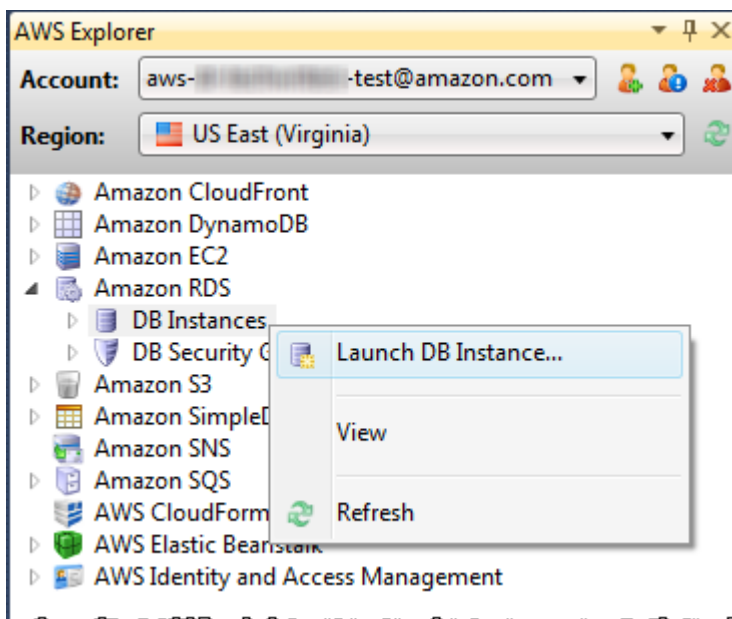 AWS Explorer
Account: aws- -test@amazon.com
Region: US East (Virginia)
Amazon CloudFront
Amazon DynamoDB
Amazon EC2
Amazon RDS
DB Instances
Launch DB Instance...
DB Security
Amazon S3
Amazon
View
Amazon SNS
Amazon SQS
AWS
Refresh
AWS Elastic Beanstalk
AWS Identity and Access Management